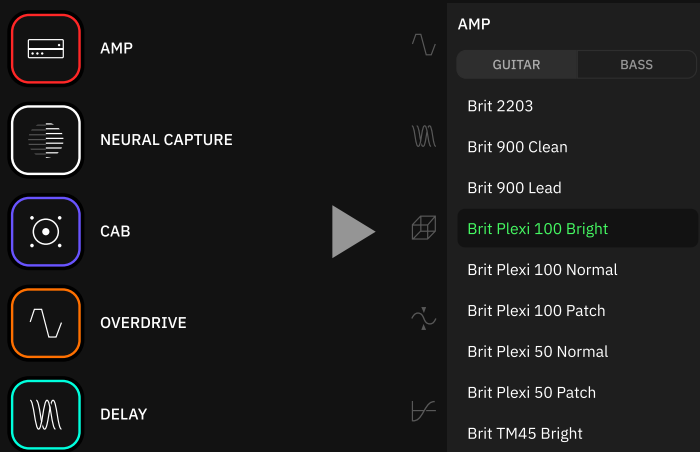 AMP
NEURAL CAPTURE
CAB
OVERDRIVE
DELAY
AMP
GUITAR BASS
Brit 2203
Brit 900 Clean
Brit 900 Lead
Brit Plexi 100 Bright
Brit Plexi 100 Normal
Brit Plexi 100 Patch
Brit Plexi 50 Normal
Brit Plexi 50 Patch
Brit TM45 Bright